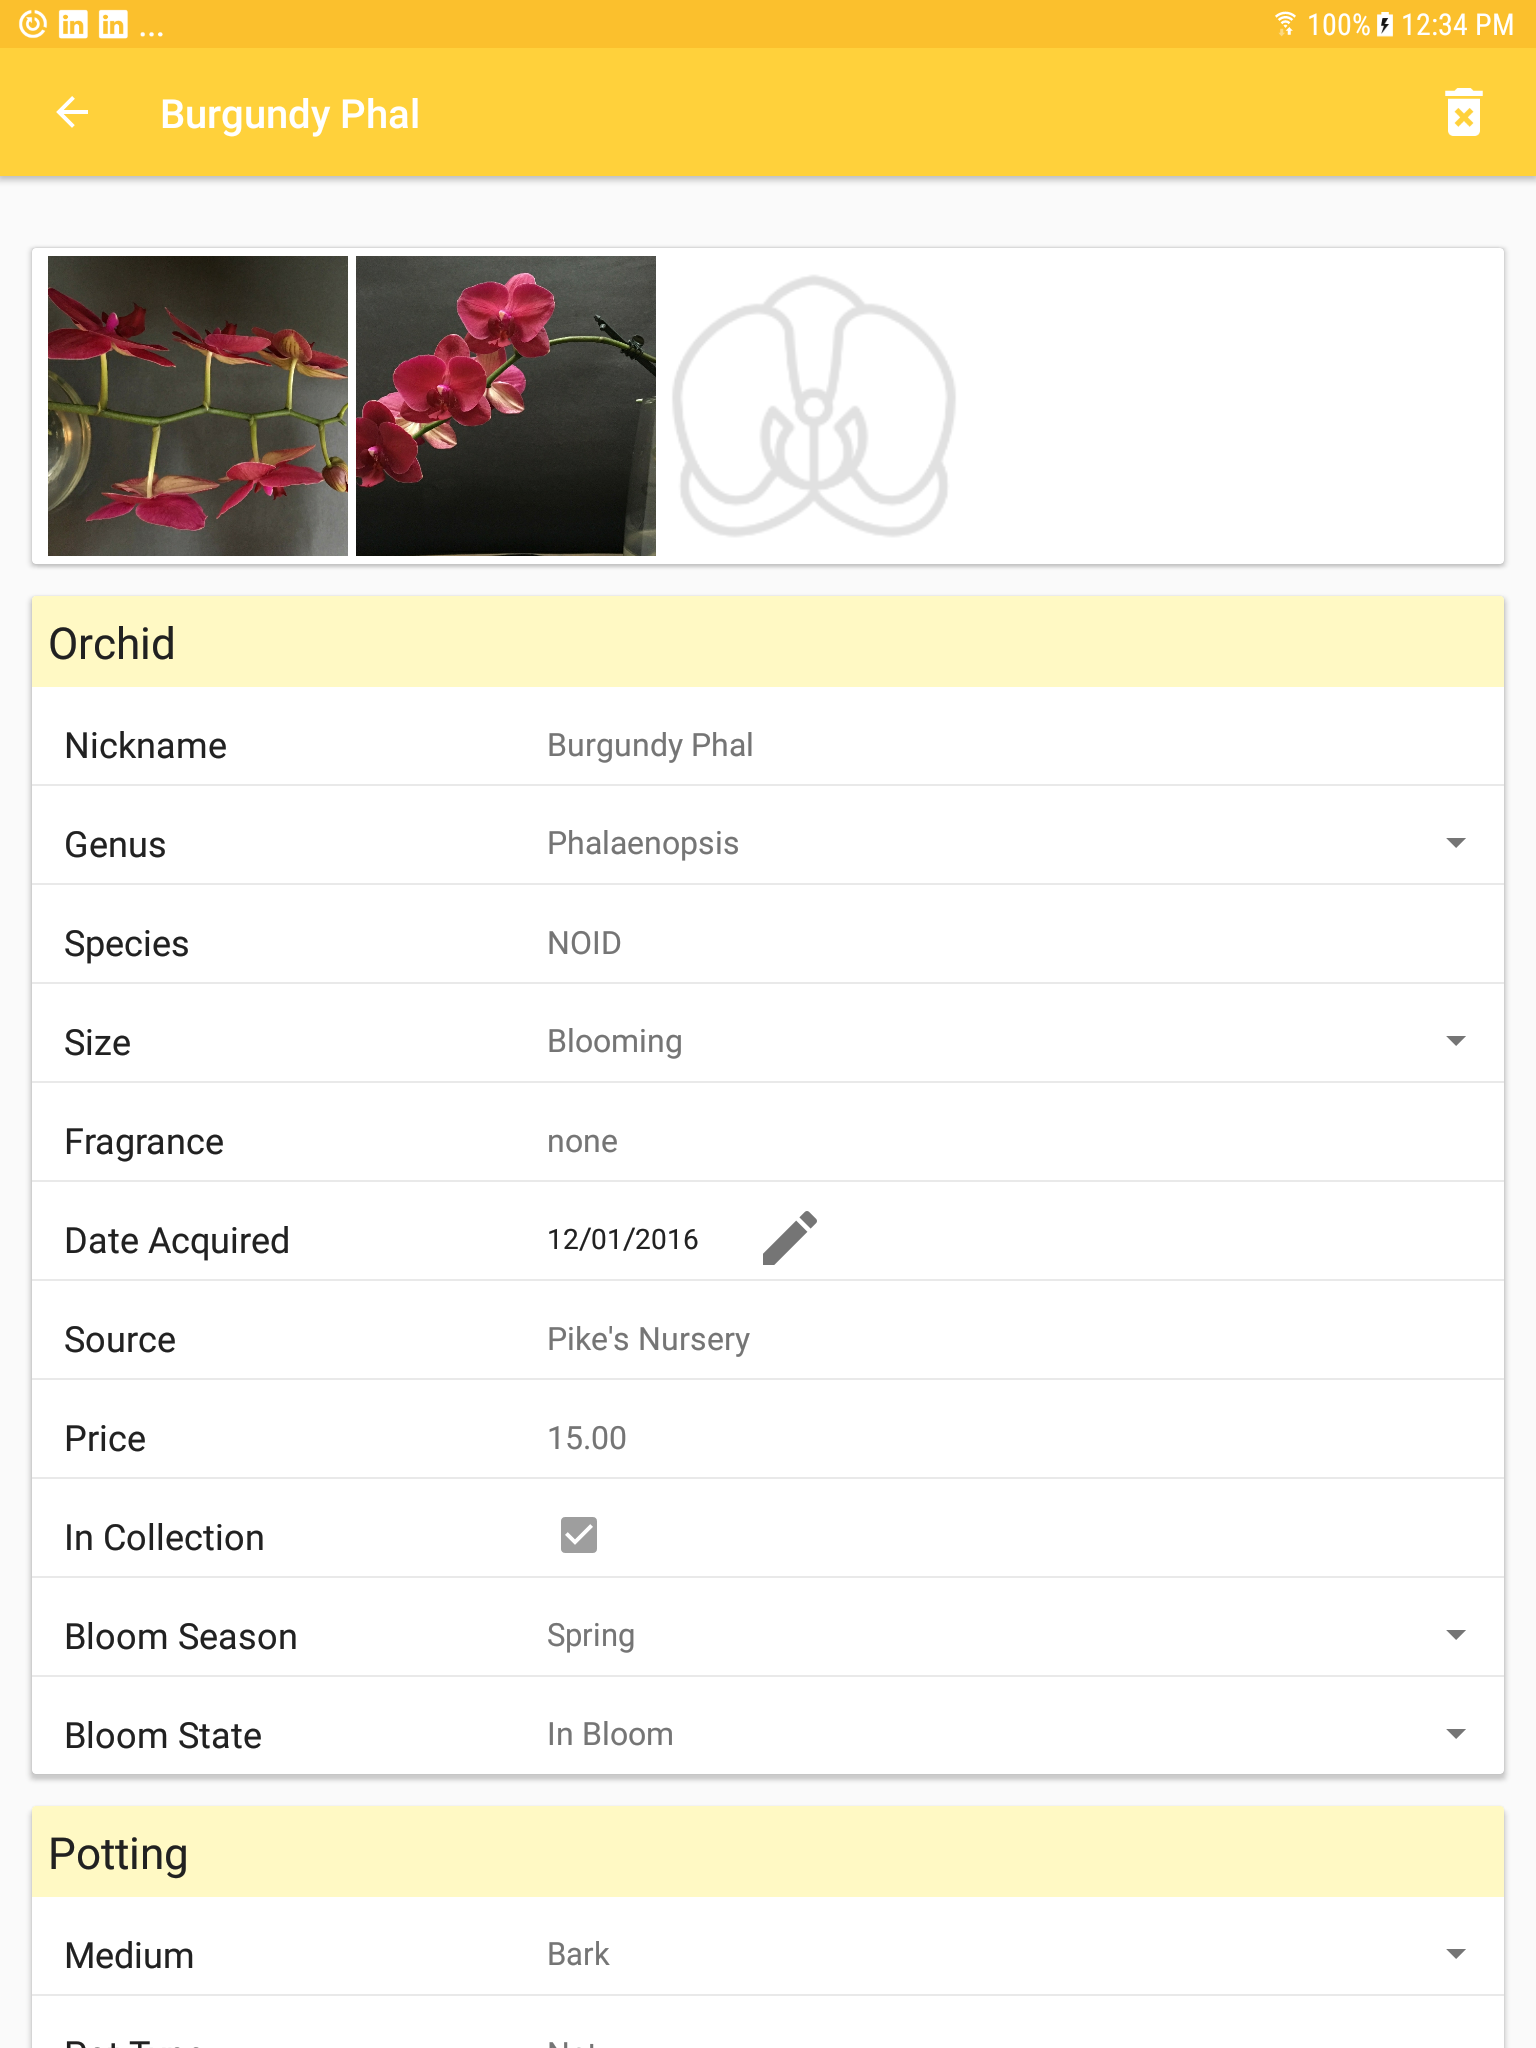 in in ... 100% 12:34 PM
Burgundy Phal
Orchid
Nickname Burgundy Phal
Genus Phalaenopsis
Species NOID
Size Blooming
Fragrance none
Date Acquired 12/01/2016
Source Pike's Nursery
Price 15.00
In Collection
Bloom Season Spring
Bloom State In Bloom
Potting
Medium Bark